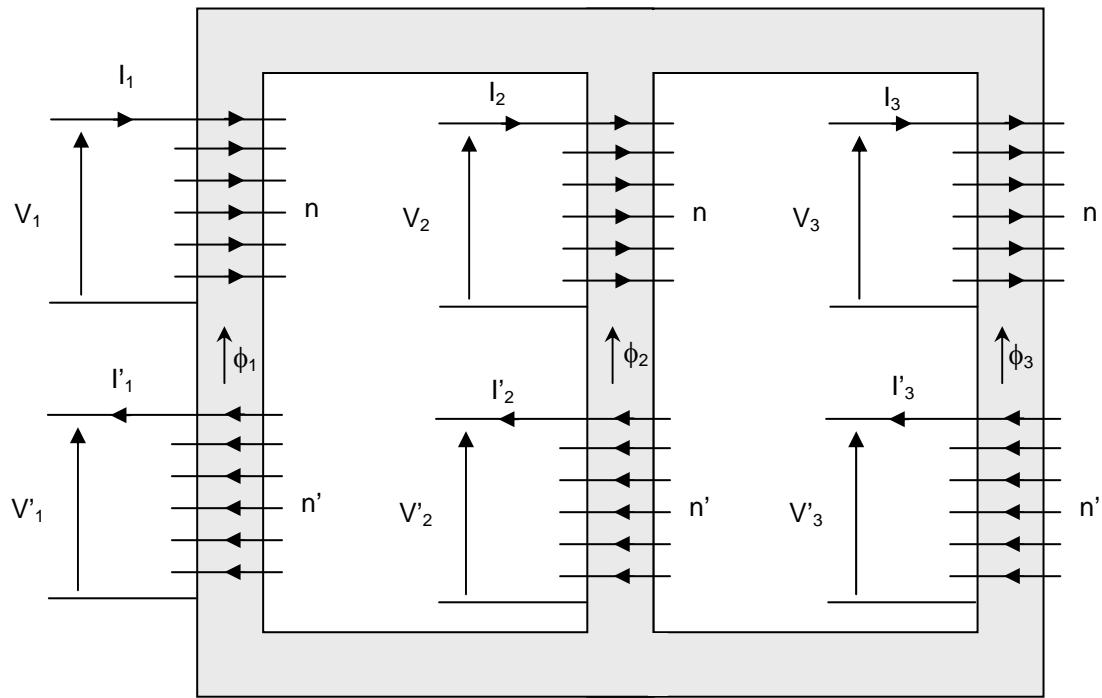 I₁ I₂ I₃
V₁ n V₂ n V₃ n
ϕ₁ ϕ₂ ϕ₃
I'₁ I'₂ I'₃
V'₁ n' V'₂ n' V'₃ n'